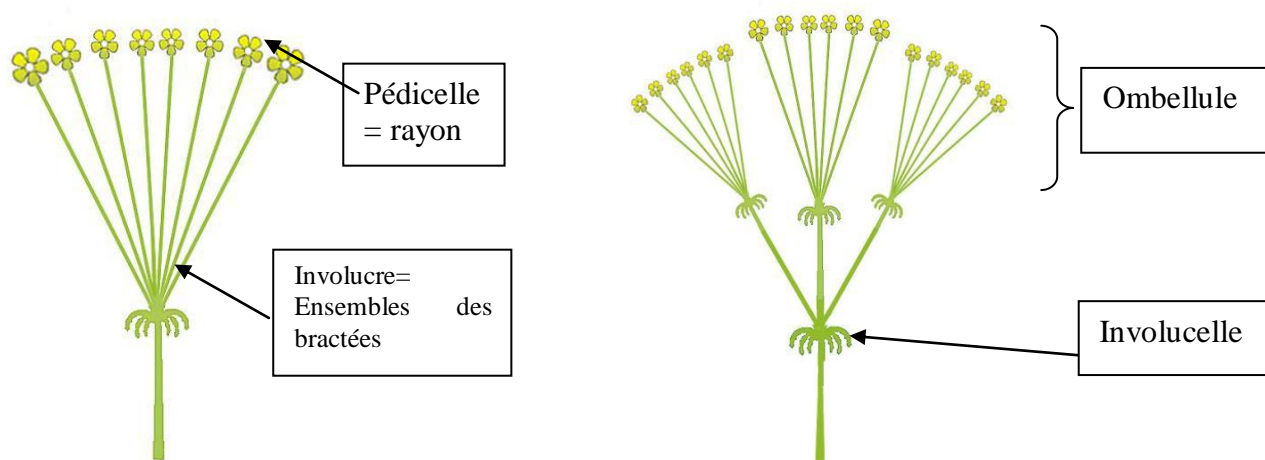 Pédicelle
= rayon
Involucre=
Ensembles des
bractées
Ombellule
Involucelle